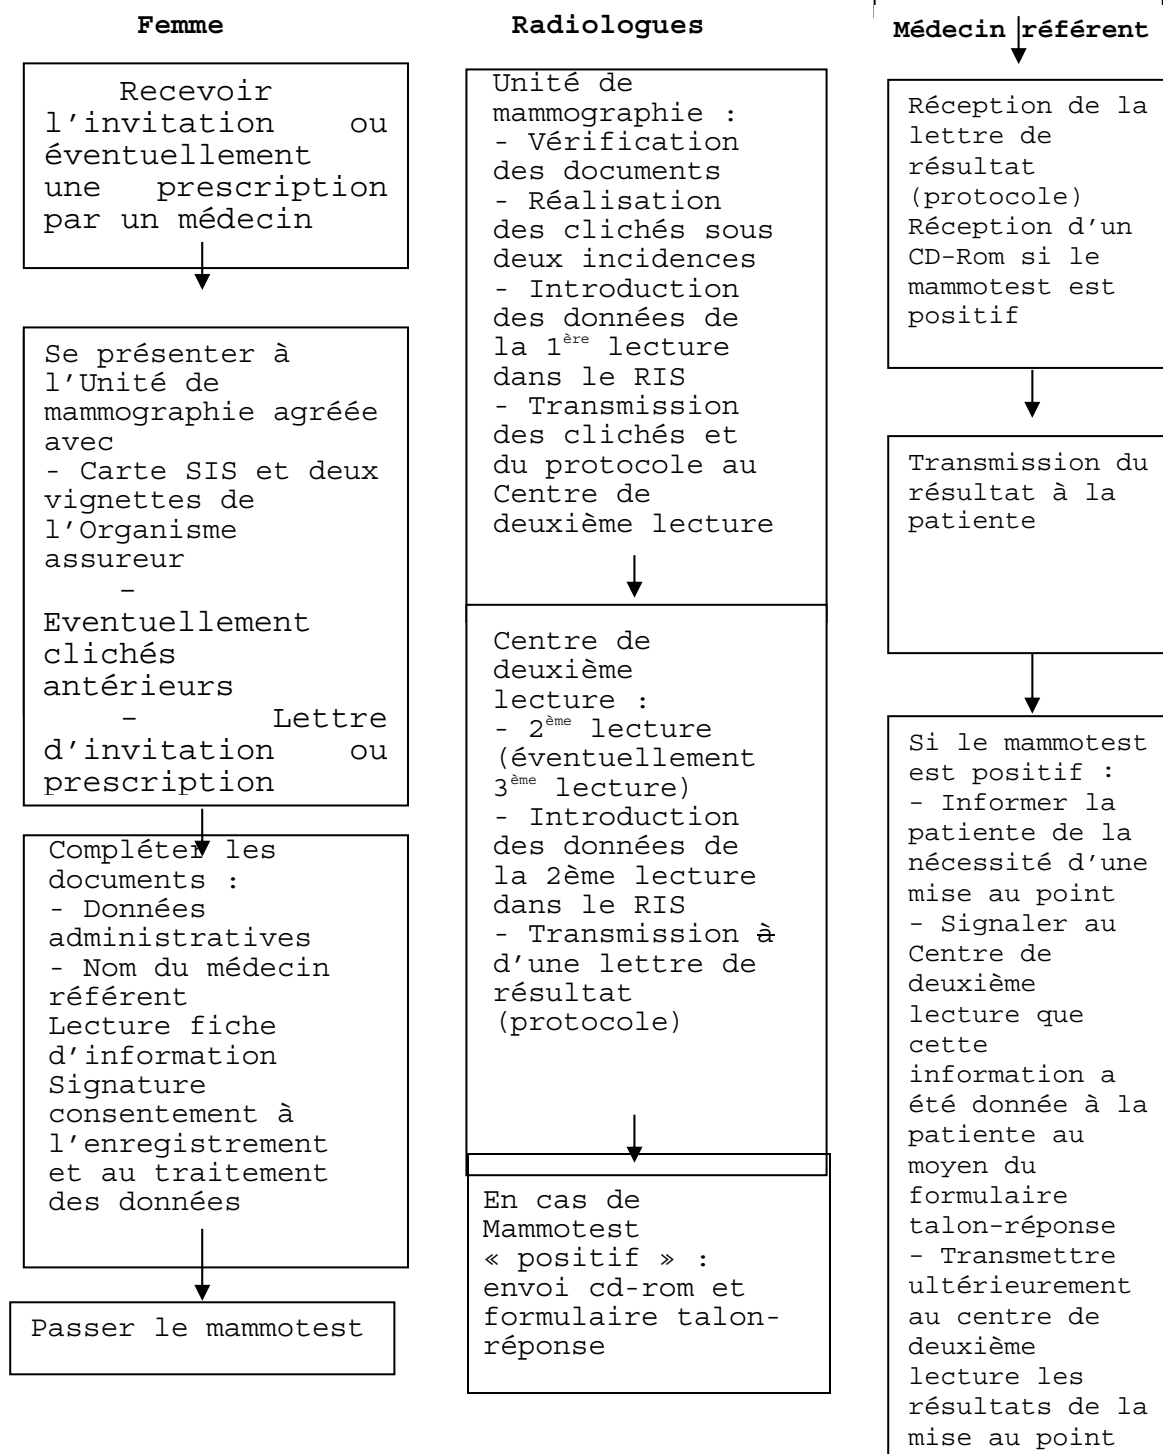 Femme
Recevoir
l’invitation ou
éventuellement
une prescription
par un médecin
Se présenter à
l’Unité de
mammographie agréée
avec
- Carte SIS et deux
vignettes de
l’Organisme
assureur
-
Eventuellement
clichés
antérieurs
- Lettre
d’invitation ou
prescription
Compléter les
documents :
- Données
administratives
- Nom du médecin
référent
Lecture fiche
d’information
Signature
consentement à
l’enregistrement
et au traitement
des données
Passer le mammotest
Radiologues
Unité de
mammographie :
- Vérification
des documents
- Réalisation
des clichés sous
deux incidences
- Introduction
des données de
la 1ère lecture
dans le RIS
- Transmission
des clichés et
du protocole au
Centre de
deuxième lecture
Centre de
deuxième
lecture :
- 2ème lecture
(éventuellement
3ème lecture)
- Introduction
des données de
la 2ème lecture
dans le RIS
- Transmission à
d’une lettre de
résultat
(protocole)
En cas de
Mammotest
« positif » :
envoi cd-rom et
formulaire talon-
réponse
Médecin référent
Réception de la
lettre de
résultat
(protocole)
Réception d’un
CD-Rom si le
mammotest est
positif
Transmission du
résultat à la
patiente
Si le mammotest
est positif :
- Informer la
patiente de la
nécessité d’une
mise au point
- Signaler au
Centre de
deuxième
lecture que
cette
information a
été donnée à la
patiente au
moyen du
formulaire
talon-réponse
- Transmettre
ultérieurement
au centre de
deuxième
lecture les
résultats de la
mise au point